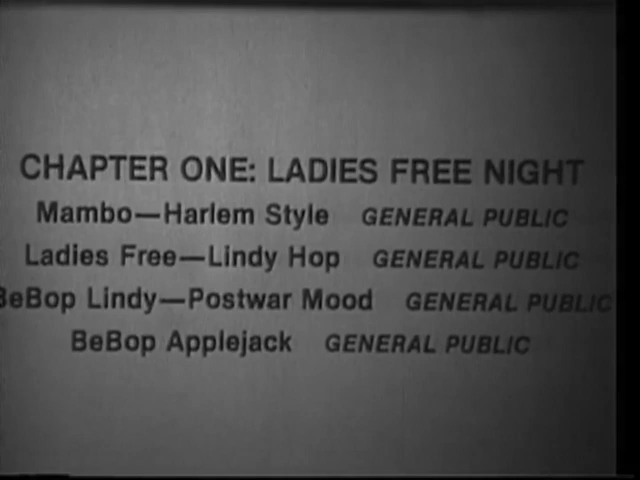 CHAPTER ONE: LADIES FREE NIGHT
Mambo—Harlem Style GENERAL PUBLIC
Ladies Free—Lindy Hop GENERAL PUBLIC
BeBop Lindy—Postwar Mood GENERAL PUBLIC
BeBop Applejack GENERAL PUBLIC